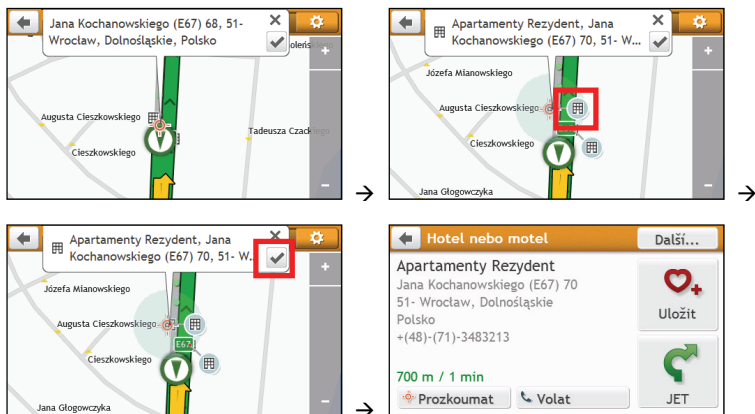 Jana Kochanowskiego (E67) 68, 51-
Wrocław, Dolnośląskie, Polsko
Augusta Cieszkowskiego
Cieszkowskiego
Tadeusza Czack
+
-
→
Apartamenty Rezydent, Jana
Kochanowskiego (E67) 70, 51- W...
Józefa Mianowskiego
Augusta Cieszkowskiego
Cieszkowskiego
Jana Głogowczyka
+
-
→
Apartamenty Rezydent, Jana
Kochanowskiego (E67) 70, 51- W
Józefa Mianowskiego
Augusta Cieszkowskiego
E67
Cieszkowskiego
Jana Głogowczyka
+
-
→
Hotel nebo motel
Další...
Apartamenty Rezydent
Jana Kochanowskiego (E67) 70
51- Wrocław, Dolnośląskie
Polsko
+(48)-(71)-3483213
700 m / 1 min
Prozkoumat
Volat
Uložit
JET